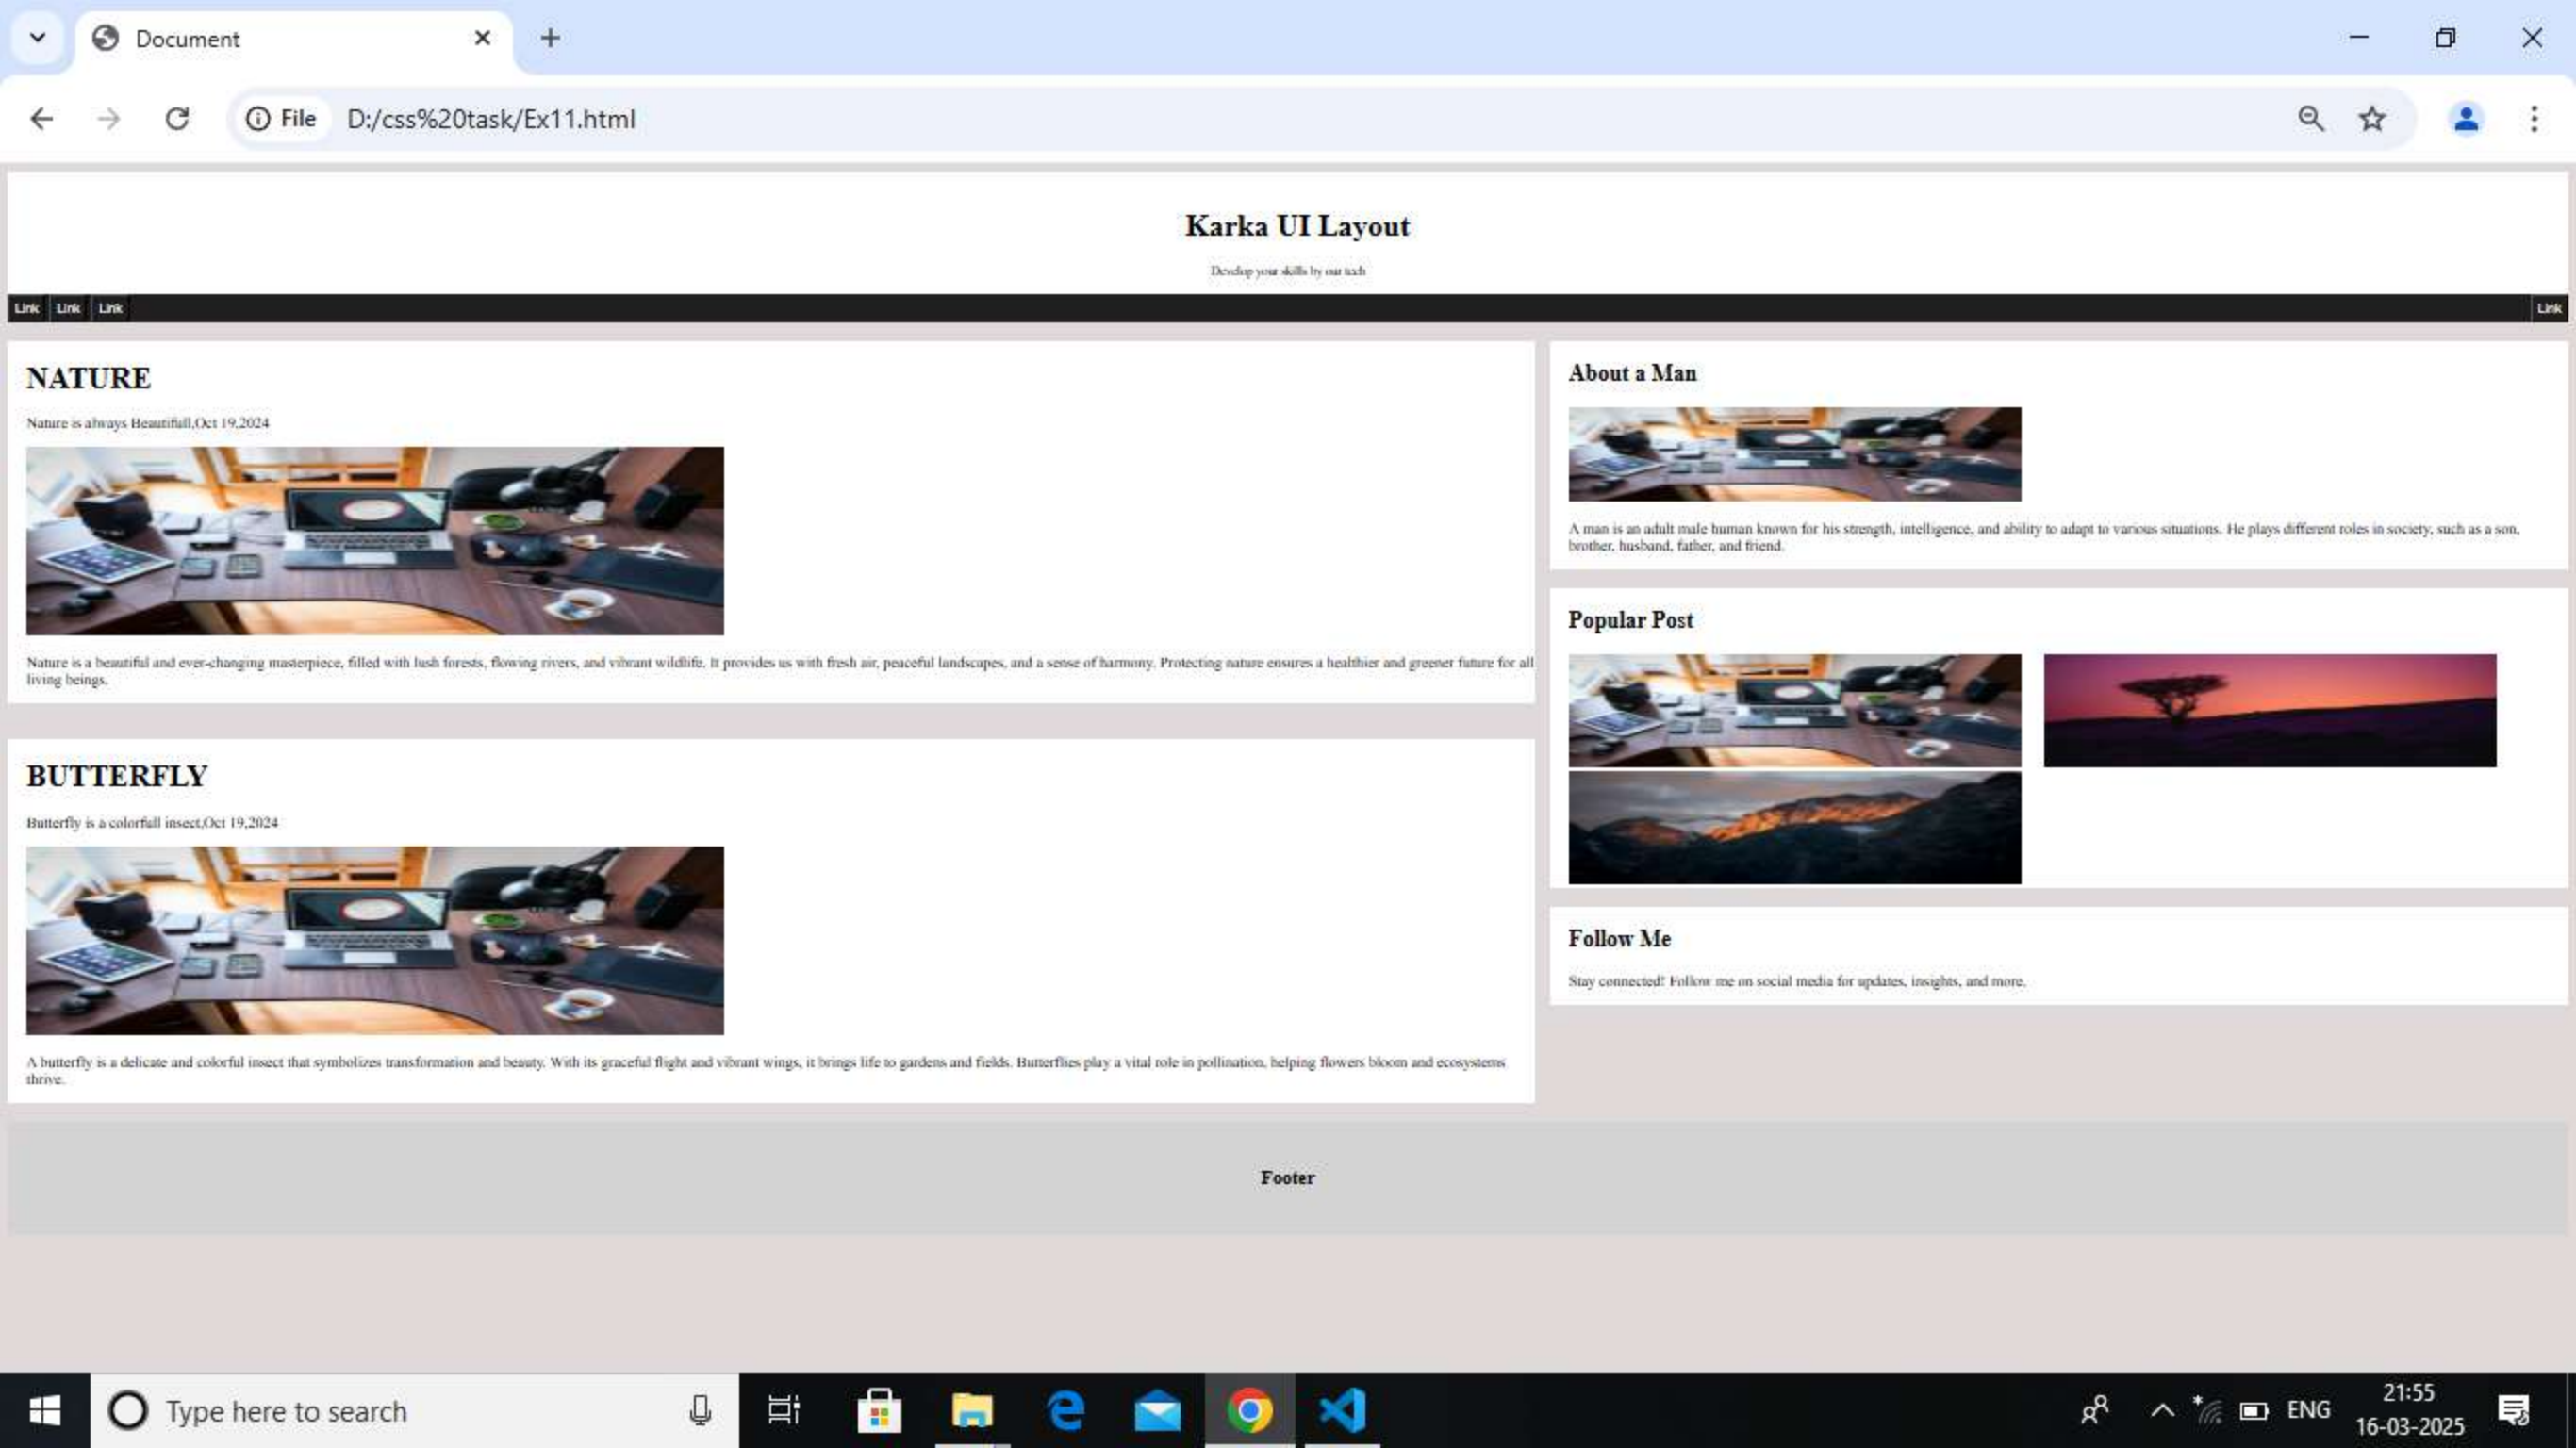 Document
File D:/css%20task/Ex11.html
Karka UI Layout
Develop your skills by our tech
Link Link Link Link
NATURE
Nature is always Beautifull,Oct 19,2024
Nature is a beautiful and ever-changing masterpiece, filled with lush forests, flowing rivers, and vibrant wildlife. It provides us with fresh air, peaceful landscapes, and a sense of harmony. Protecting nature ensures a healthier and greener future for all
living beings.
BUTTERFLY
Butterfly is a colorfull insect,Oct 19,2024
A butterfly is a delicate and colorful insect that symbolizes transformation and beauty. With its graceful flight and vibrant wings, it brings life to gardens and fields. Butterflies play a vital role in pollination, helping flowers bloom and ecosystems
thrive.
About a Man
A man is an adult male human known for his strength, intelligence, and ability to adapt to various situations. He plays different roles in society, such as a son,
brother, husband, father, and friend.
Popular Post
Follow Me
Stay connected! Follow me on social media for updates, insights, and more.
Footer
Type here to search
ENG
21:55
16-03-2025